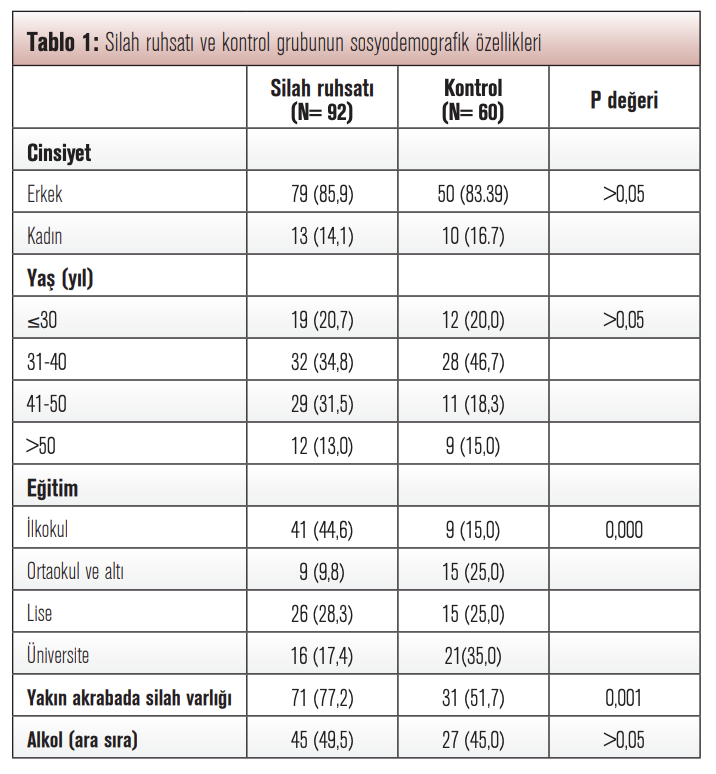 Tablo 1: Silah ruhsatı ve kontrol grubunun sosyodemografik özellikleri
Silah ruhsatı (N= 92) Kontrol (N= 60) P değeri
Cinsiyet
Erkek 79 (85,9) 50 (83.39) >0,05
Kadın 13 (14,1) 10 (16.7)
Yaş (yıl)
≤30 19 (20,7) 12 (20,0) >0,05
31-40 32 (34,8) 28 (46,7)
41-50 29 (31,5) 11 (18,3)
>50 12 (13,0) 9 (15,0)
Eğitim
İlkokul 41 (44,6) 9 (15,0) 0,000
Ortaokul ve altı 9 (9,8) 15 (25,0)
Lise 26 (28,3) 15 (25,0)
Üniversite 16 (17,4) 21(35,0)
Yakın akrabada silah varlığı 71 (77,2) 31 (51,7) 0,001
Alkol (ara sıra) 45 (49,5) 27 (45,0) >0,05